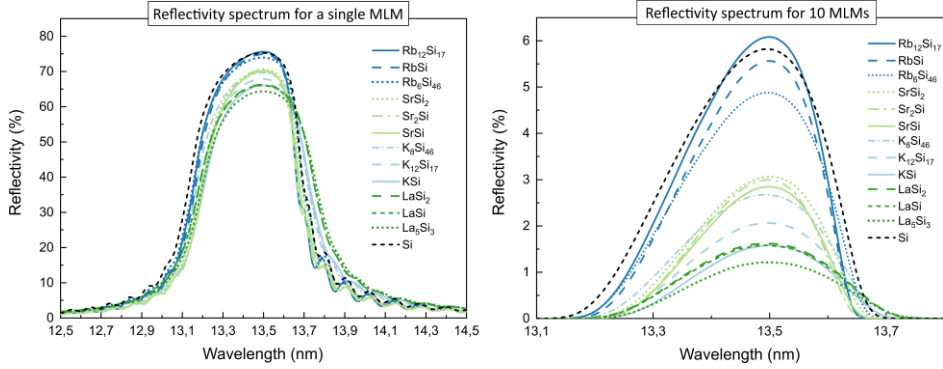 Reflectivity spectrum for a single MLM
80
70
60
50
40
30
20
10
0
Reflectivity (%)
12,5 12,7 12,9 13,1 13,3 13,5 13,7 13,9 14,1 14,3 14,5
Wavelength (nm)
Rb₁₂Si₁₇
RbSi
Rb₆Si₄₆
SrSi₂
Sr₂Si
SrSi
K₈Si₄₆
K₁₂Si₁₇
KSi
LaSi₂
LaSi
La₅Si₃
Si
Reflectivity spectrum for 10 MLMs
6
5
4
3
2
1
0
Reflectivity (%)
13,1 13,3 13,5 13,7
Wavelength (nm)
Rb₁₂Si₁₇
RbSi
Rb₆Si₄₆
SrSi₂
Sr₂Si
SrSi
K₈Si₄₆
K₁₂Si₁₇
KSi
LaSi₂
LaSi
La₅Si₃
Si